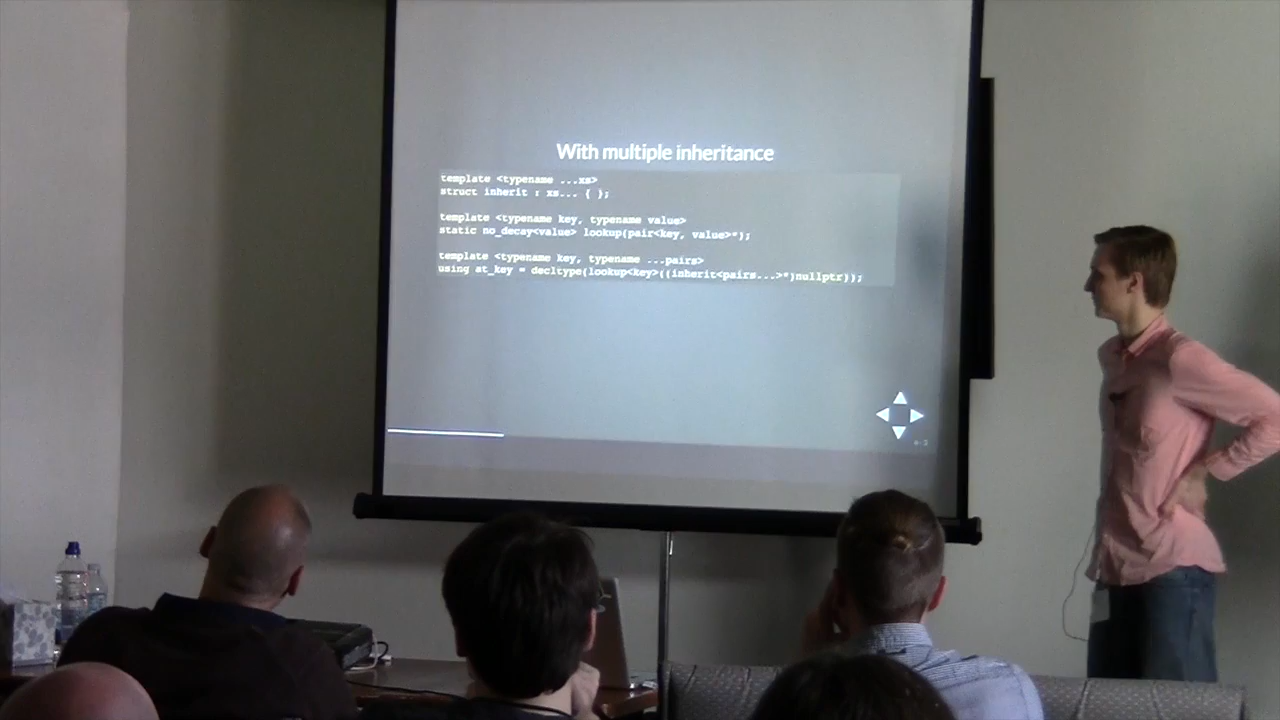 With multiple inheritance
template <typename ...xs>
struct inherit : xs... { };
template <typename key, typename value>
static no_decay<value> lookup(pair<key, value>*);
template <typename key, typename ...pairs>
using at_key = decltype(lookup<key>((inherit<pairs...>*)nullptr));